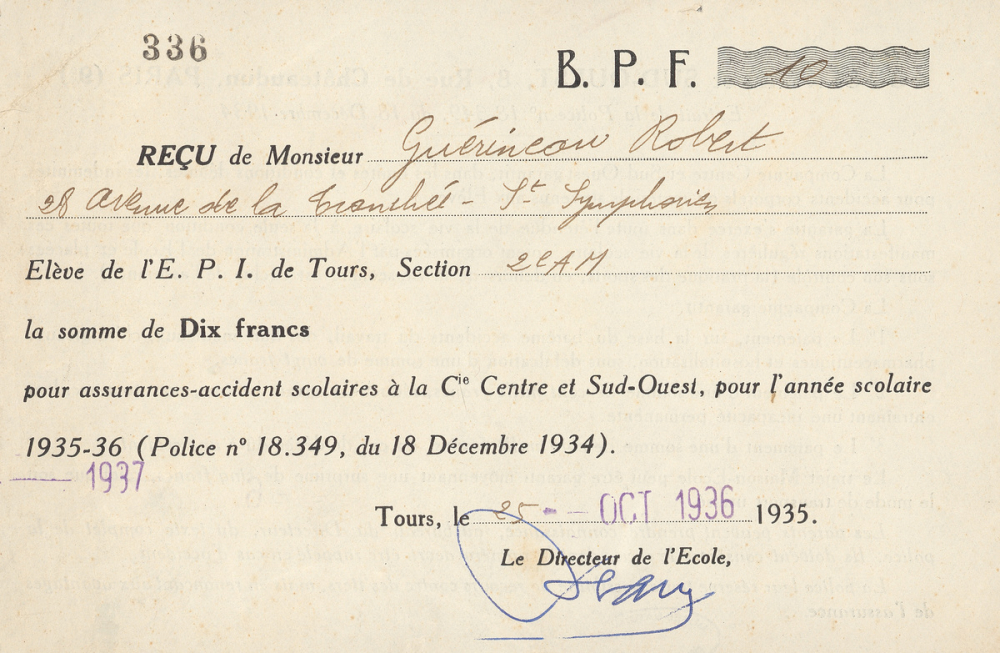 336
B. P. F. 10
REÇU de Monsieur Guérineau Robert
28 Avenue de la Tranchée - St Symphorien
Elève de l'E. P. I. de Tours, Section 2eAM
la somme de Dix francs
pour assurances-accident scolaires à la Cie Centre et Sud-Ouest, pour l'année scolaire
1935-36 (Police nº 18.349, du 18 Décembre 1934).
—— 1937
Tours, le 25 - - OCT 1936 1935.
Le Directeur de l'Ecole,